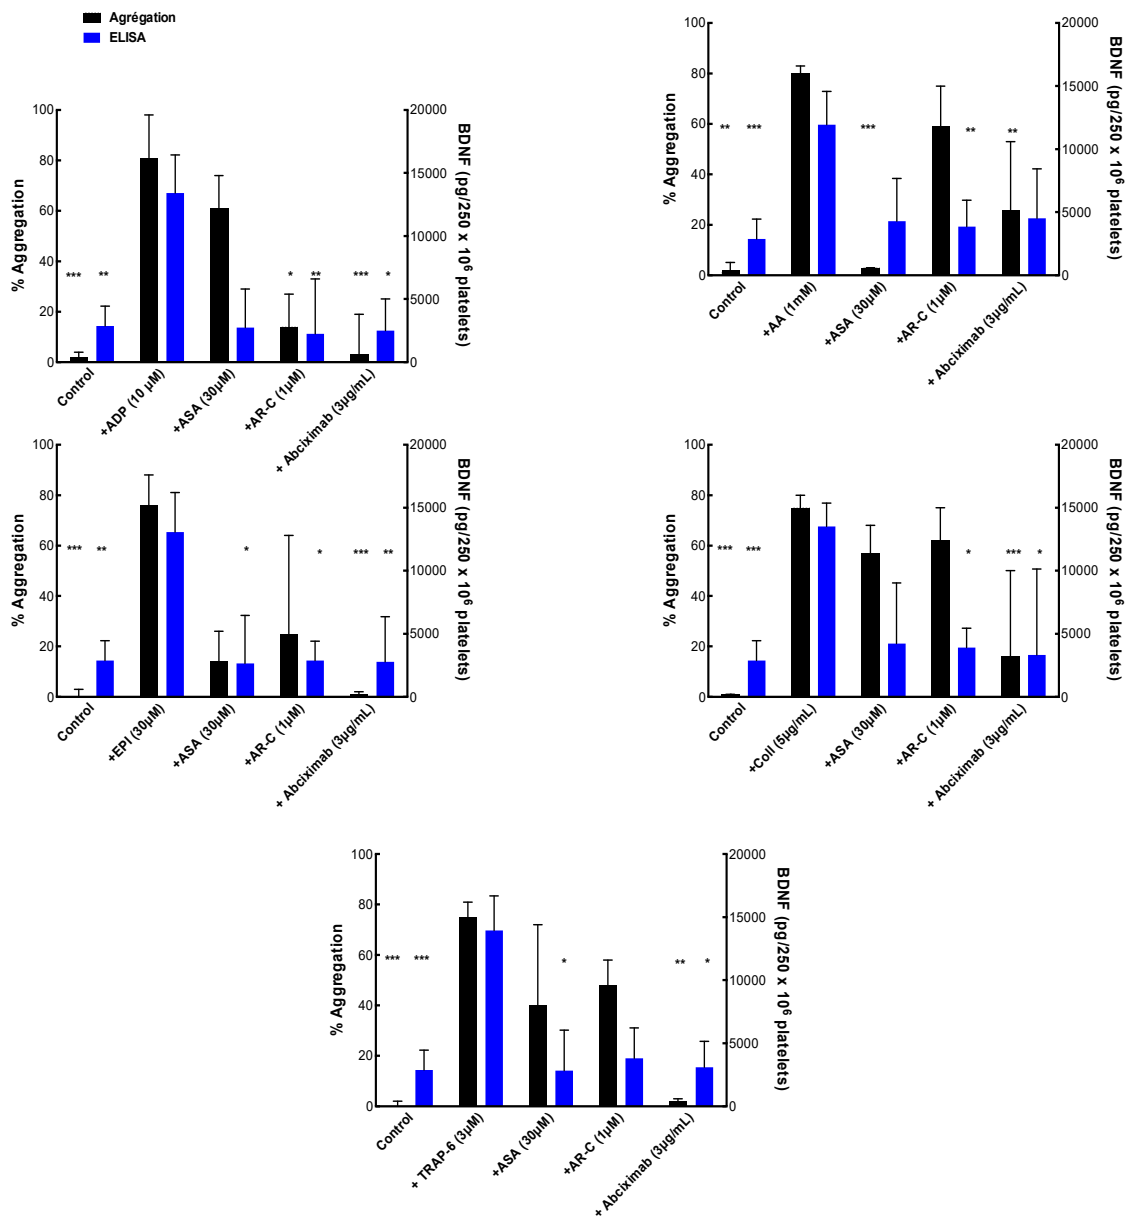 Agrégation
ELISA
100
80
60
40
20
0
% Aggregation
20000
15000
10000
5000
0
BDNF (pg/250 x 10⁶ platelets)
***
**
*
**
***
*
Control
+ADP (10 µM)
+ASA (30µM)
+AR-C (1µM)
+ Abciximab (3µg/mL)
100
80
60
40
20
0
% Aggregation
20000
15000
10000
5000
0
BDNF (pg/250 x 10⁶ platelets)
**
***
***
**
**
Control
+AA (1mM)
+ASA (30µM)
+AR-C (1µM)
+ Abciximab (3µg/mL)
100
80
60
40
20
0
% Aggregation
20000
15000
10000
5000
0
BDNF (pg/250 x 10⁶ platelets)
***
**
*
*
***
**
Control
+EPI (30µM)
+ASA (30µM)
+AR-C (1µM)
+ Abciximab (3µg/mL)
100
80
60
40
20
0
% Aggregation
20000
15000
10000
5000
0
BDNF (pg/250 x 10⁶ platelets)
***
***
*
***
*
Control
+Coll (5µg/mL)
+ASA (30µM)
+AR-C (1µM)
+ Abciximab (3µg/mL)
100
80
60
40
20
0
% Aggregation
20000
15000
10000
5000
0
BDNF (pg/250 x 10⁶ platelets)
***
***
*
**
*
Control
+ TRAP-6 (3µM)
+ASA (30µM)
+AR-C (1µM)
+ Abciximab (3µg/mL)